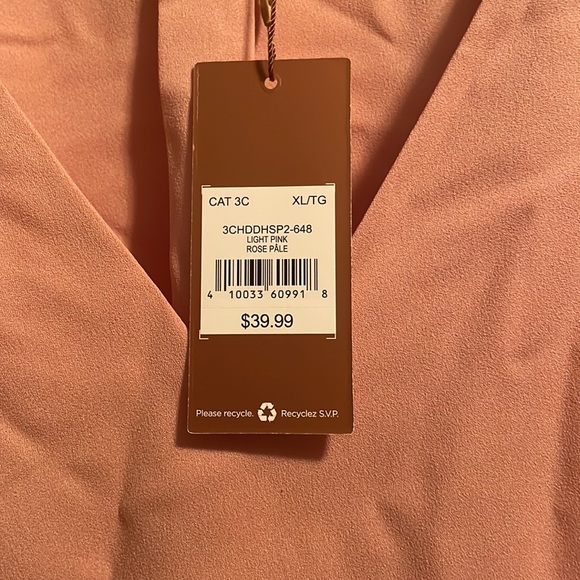 CAT 3C XL/TG
3CHDDHSP2-648
LIGHT PINK
ROSE PÂLE
4 10033 60991 8
$39.99
Please recycle. Recyclez S.V.P.